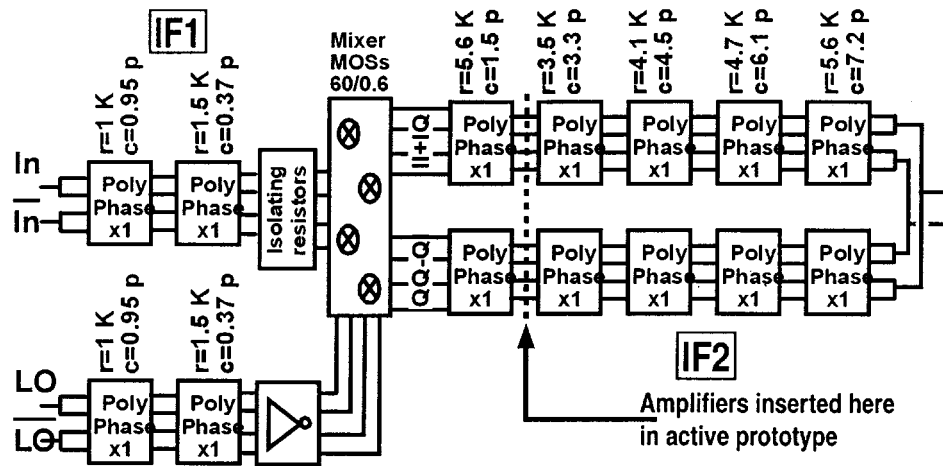 IF1
r=1 K
c=0.95 p
r=1.5 K
c=0.37 p
Mixer
MOSs
60/0.6
r=5.6 K
c=1.5 p
r=3.5 K
c=3.3 p
r=4.1 K
c=4.5 p
r=4.7 K
c=6.1 p
r=5.6 K
c=7.2 p
In
In
Poly
Phase
x1
Poly
Phase
x1
Isolating
resistors
Poly
Phase
x1
Poly
Phase
x1
Poly
Phase
x1
Poly
Phase
x1
Poly
Phase
x1
Poly
Phase
x1
Poly
Phase
x1
Poly
Phase
x1
Poly
Phase
x1
Poly
Phase
x1
IF2
r=1 K
c=0.95 p
r=1.5 K
c=0.37 p
LO
LO
Poly
Phase
x1
Poly
Phase
x1
Amplifiers inserted here
in active prototype